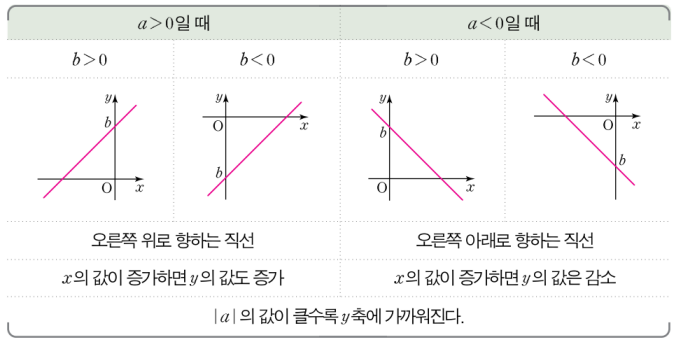 a>0일 때 a<0일 때
b>0 b<0 b>0 b<0
y b O x
y O x b
y b O x
y O x b
오른쪽 위로 향하는 직선 오른쪽 아래로 향하는 직선
x의 값이 증가하면 y의 값도 증가 x의 값이 증가하면 y의 값은 감소
|a|의 값이 클수록 y축에 가까워진다.